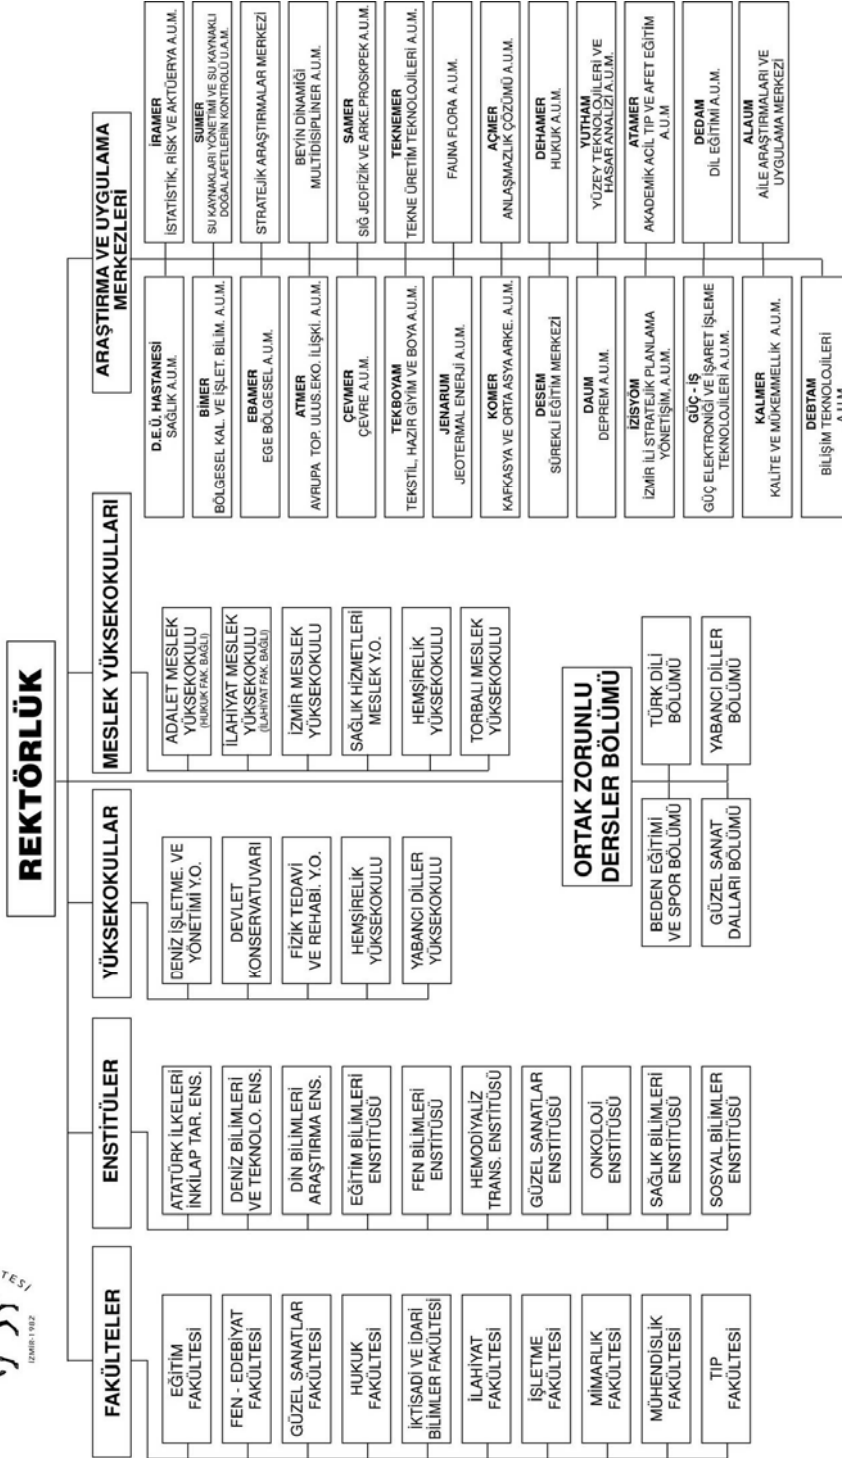 TESİ
İZMİR-1982
REKTÖRLÜK
FAKÜLTELER
EĞİTİM
FAKÜLTESİ
FEN - EDEBİYAT
FAKÜLTESİ
GÜZEL SANATLAR
FAKÜLTESİ
HUKUK
FAKÜLTESİ
İKTİSADİ VE İDARİ
BİLİMLER FAKÜLTESİ
İLAHİYAT
FAKÜLTESİ
İŞLETME
FAKÜLTESİ
MİMARLIK
FAKÜLTESİ
MÜHENDİSLİK
FAKÜLTESİ
TIP
FAKÜLTESİ
ENSTİTÜLER
ATATÜRK İLKELERİ
İNKİLAP TAR. ENS.
DENİZ BİLİMLERİ
VE TEKNOLO. ENS.
DİN BİLİMLERİ
ARAŞTIRMA ENS.
EĞİTİM BİLİMLERİ
ENSTİTÜSÜ
FEN BİLİMLERİ
ENSTİTÜSÜ
HEMODİYALİZ
TRANS. ENSTİTÜSÜ
GÜZEL SANATLAR
ENSTİTÜSÜ
ONKOLOJİ
ENSTİTÜSÜ
SAĞLIK BİLİMLERİ
ENSTİTÜSÜ
SOSYAL BİLİMLER
ENSTİTÜSÜ
YÜKSEKOKULLAR
DENİZ İŞLETME. VE
YÖNETİMİ Y.O.
DEVLET
KONSERVATUVARI
FİZİK TEDAVİ
VE REHABİ. Y.O.
HEMŞİRELİK
YÜKSEKOKULU
YABANCI DİLLER
YÜKSEKOKULU
MESLEK YÜKSEKOKULLARI
ADALET MESLEK
YÜKSEKOKULU
(HUKUK FAK. BAĞLI)
İLAHİYAT MESLEK
YÜKSEKOKULU
(İLAHİYAT FAK. BAĞLI)
İZMİR MESLEK
YÜKSEKOKULU
SAĞLIK HİZMETLERİ
MESLEK Y.O.
HEMŞİRELİK
YÜKSEKOKULU
TORBALI MESLEK
YÜKSEKOKULU
ORTAK ZORUNLU
DERSLER BÖLÜMÜ
BEDEN EĞİTİMİ
VE SPOR BÖLÜMÜ
TÜRK DİLİ
BÖLÜMÜ
GÜZEL SANAT
DALLARI BÖLÜMÜ
YABANCI DİLLER
BÖLÜMÜ
ARAŞTIRMA VE UYGULAMA
MERKEZLERİ
D.E.Ü. HASTANESİ
SAĞLIK A.U.M.
İRAMER
İSTATİSTİK, RİSK VE AKTÜERYA A.U.M.
BİMER
BÖLGESEL KAL. VE İŞLET. BİLİM. A.U.M.
SUMER
SU KAYNAKLARI YÖNETİMİ VE SU KAYNAKLI
DOĞAL AFETLERİN KONTROLÜ U.A.M.
EBAMER
EGE BÖLGESEL A.U.M.
STRATEJİK ARAŞTIRMALAR MERKEZİ
ATMER
AVRUPA TOP. ULUS.EKO. İLİŞKİ. A.U.M.
BEYİN DİNAMİĞİ
MULTİDİSİPLİNER A.U.M.
ÇEVMER
ÇEVRE A.U.M.
SAMER
SIĞ JEOFİZİK VE ARKE.PROSKPEK A.U.M.
TEKBOYAM
TEKSTİL, HAZIR GİYİM VE BOYA A.U.M.
TEKNEMER
TEKNE ÜRETİM TEKNOLOJİLERİ A.U.M.
JENARUM
JEOTERMAL ENERJİ A.U.M.
FAUNA FLORA A.U.M.
KOMER
KAFKASYA VE ORTA ASYA ARKE. A.U.M.
AÇMER
ANLAŞMAZLIK ÇÖZÜMÜ A.U.M.
DESEM
SÜREKLİ EĞİTİM MERKEZİ
DEHAMER
HUKUK A.U.M.
DAUM
DEPREM A.U.M.
YUTHAM
YÜZEY TEKNOLOJİLERİ VE
HASAR ANALİZİ A.U.M.
İZİSYÖM
İZMİR İLİ STRATEJİK PLANLAMA
YÖNETİŞİM, A.U.M
ATAMER
AKADEMİK ACİL TIP VE AFET EĞİTİM
A.U.M
GÜÇ - İŞ
GÜÇ ELEKTRONİĞİ VE İŞARET İŞLEME
TEKNOLOJİLERİ A.U.M.
DEDAM
DİL EĞİTİMİ A.U.M.
KALMER
KALİTE VE MÜKEMMELLİK A.U.M.
ALAUM
AİLE ARAŞTIRMALARI VE
UYGULAMA MERKEZİ
DEBTAM
BİLİŞİM TEKNOLOJİLERİ
A.U.M.